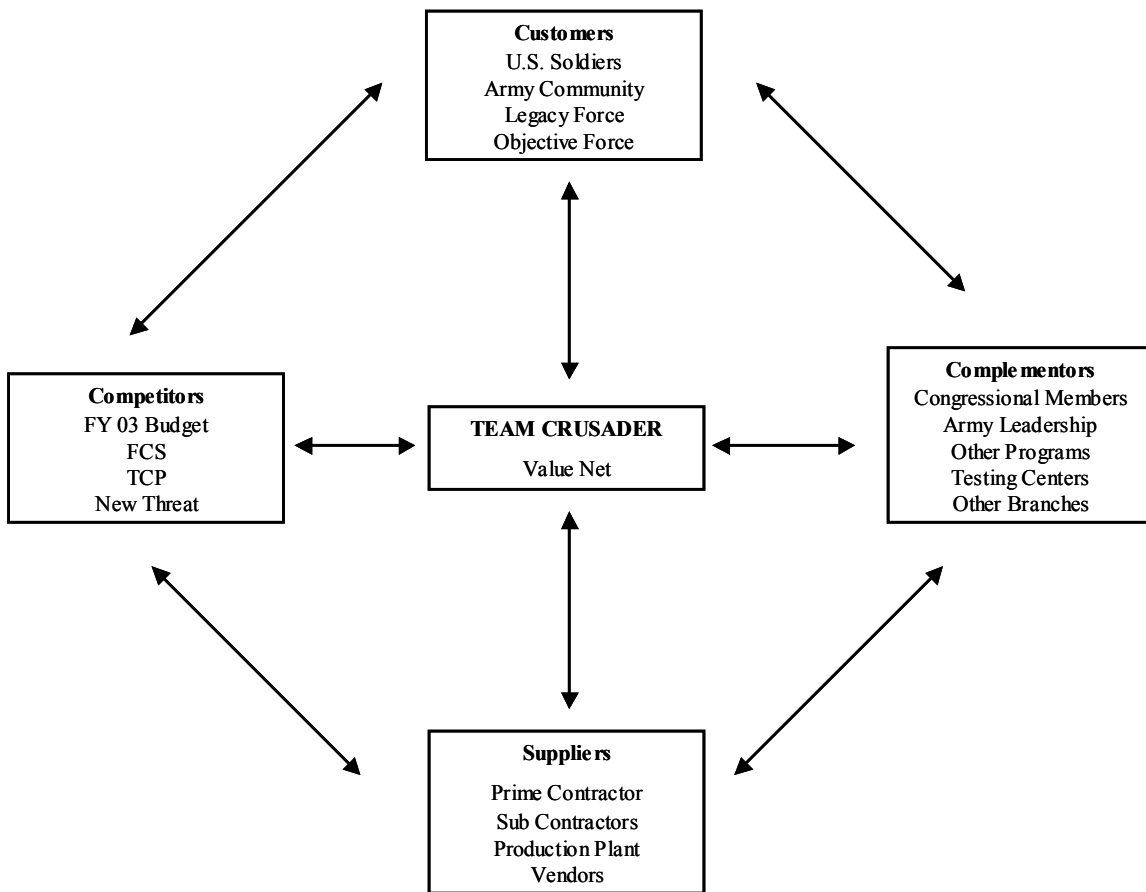 Customers
U.S. Soldiers
Army Community
Legacy Force
Objective Force
Competitors
FY 03 Budget
FCS
TCP
New Threat
TEAM CRUSADER
Value Net
Complementors
Congressional Members
Army Leadership
Other Programs
Testing Centers
Other Branches
Suppliers
Prime Contractor
Sub Contractors
Production Plant
Vendors